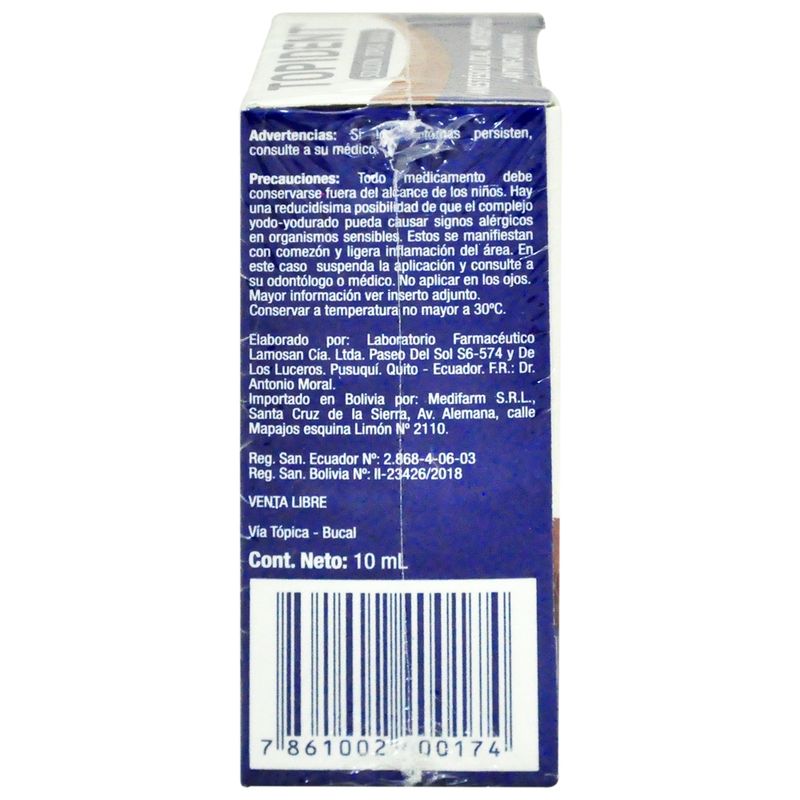 TOPIDENT
SOLUCIÓN TÓPICA BUCAL
Advertencias: Si los síntomas persisten,
consulte a su médico.
Precauciones: Todo medicamento debe
conservarse fuera del alcance de los niños. Hay
una reducidísima posibilidad de que el complejo
yodo-yodurado pueda causar signos alérgicos
en organismos sensibles. Estos se manifiestan
con comezón y ligera inflamación del área. En
este caso suspenda la aplicación y consulte a
su odontólogo o médico. No aplicar en los ojos.
Mayor información ver inserto adjunto.
Conservar a temperatura no mayor a 30ºC.
Elaborado por: Laboratorio Farmacéutico
Lamosan Cía. Ltda. Paseo Del Sol S6-574 y De
Los Luceros. Pusuquí. Quito - Ecuador. F.R.: Dr.
Antonio Moral.
Importado en Bolivia por: Medifarm S.R.L.,
Santa Cruz de la Sierra, Av. Alemana, calle
Mapajos esquina Limón Nº 2110.
Reg. San. Ecuador Nº: 2.868-4-06-03
Reg. San. Bolivia Nº: II-23426/2018
VENTA LIBRE
Vía Tópica - Bucal
Cont. Neto: 10 mL
7 861002 00174